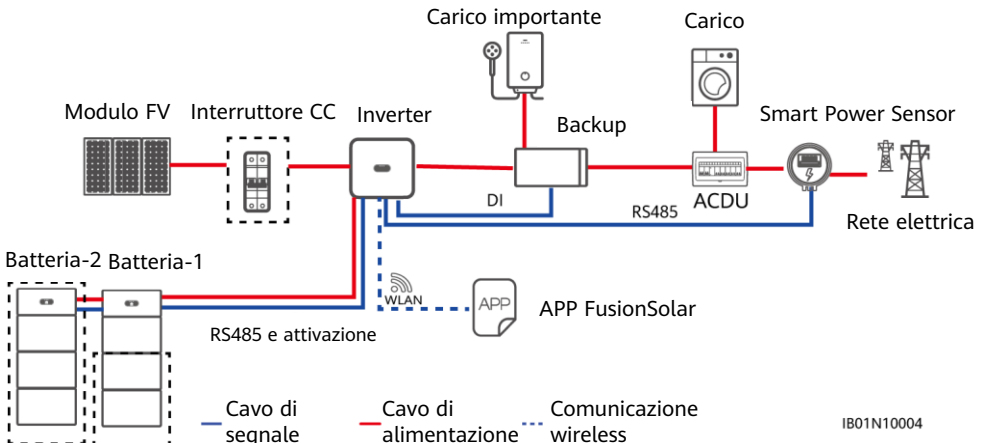 Carico importante
Carico
Modulo FV
Interruttore CC
Inverter
Backup
Smart Power Sensor
DI
RS485
ACDU
Rete elettrica
Batteria-2
Batteria-1
WLAN
APP
APP FusionSolar
RS485 e attivazione
Cavo di
segnale
Cavo di
alimentazione
Comunicazione
wireless
IB01N10004